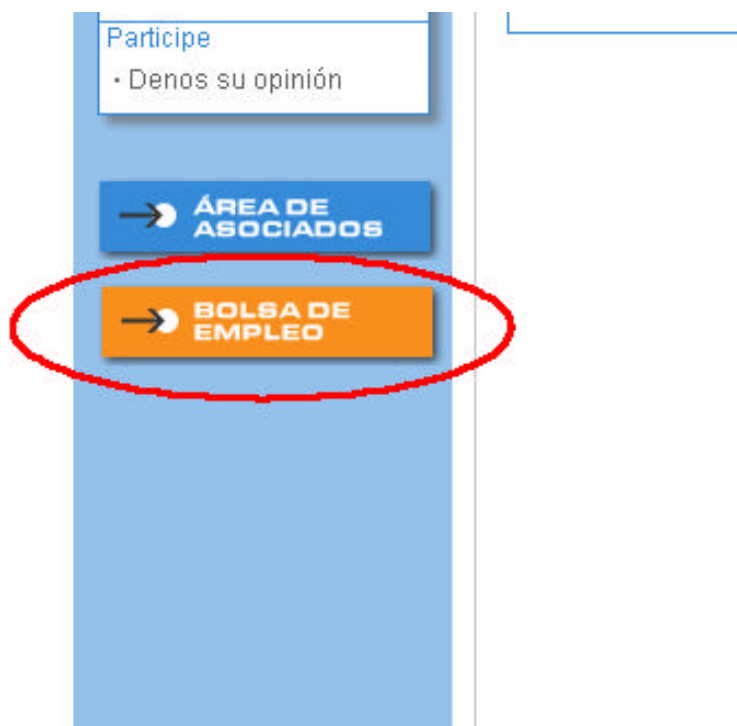 Participe
· Denos su opinión
ÁREA DE
ASOCIADOS
BOLSA DE
EMPLEO